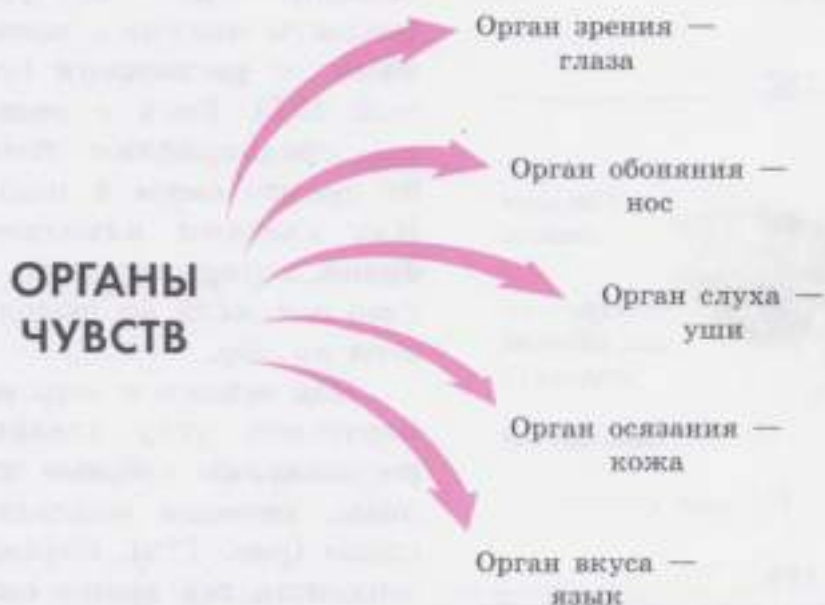 Орган зрения —
глаза
Орган обоняния —
нос
ОРГАНЫ
ЧУВСТВ
Орган слуха —
уши
Орган осязания —
кожа
Орган вкуса —
язык